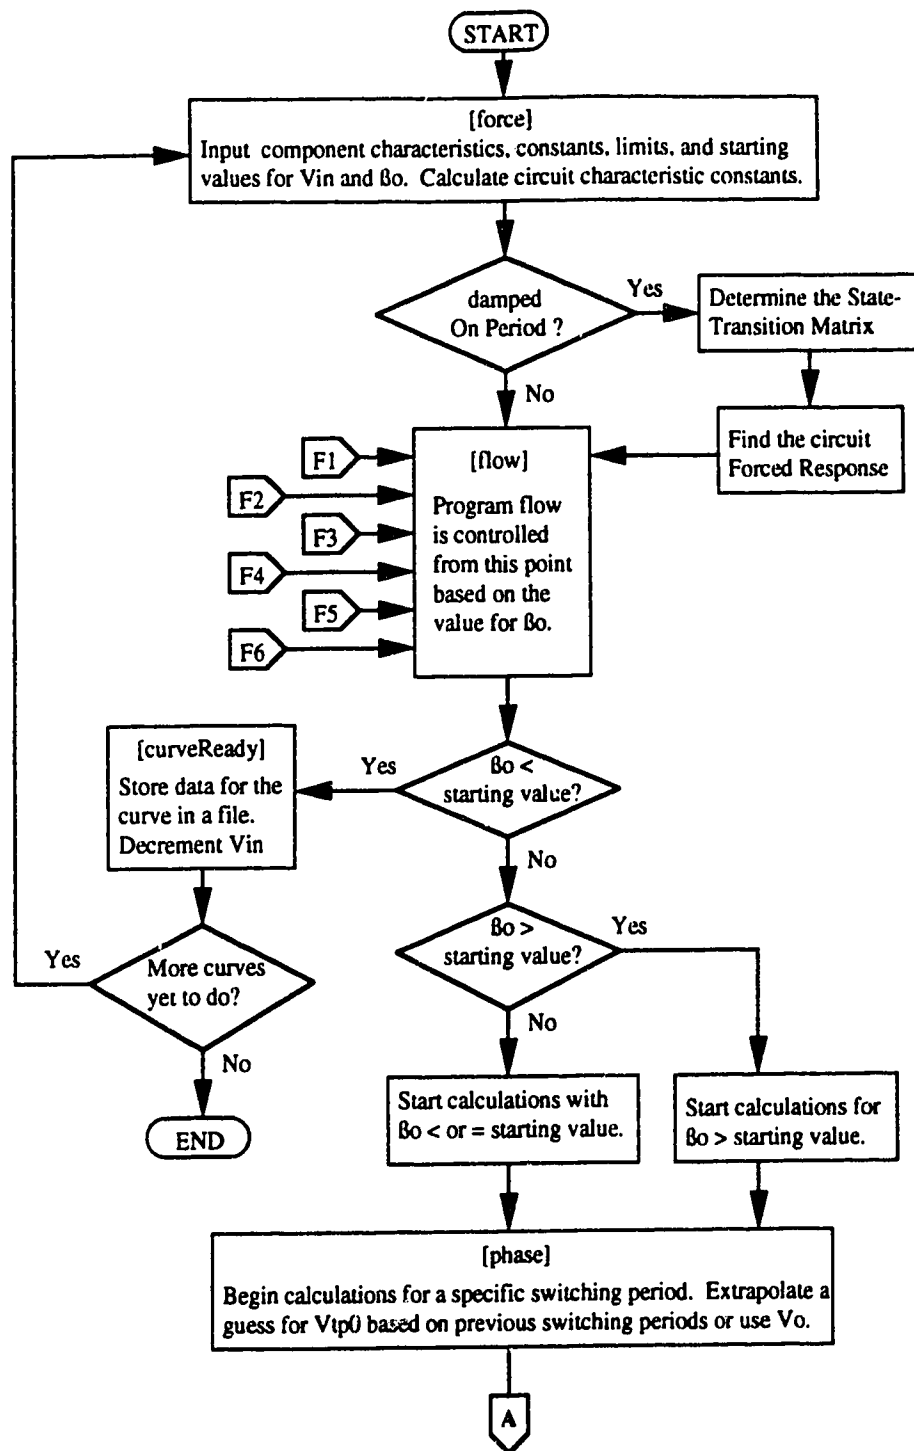 START
[force]
Input component characteristics, constants, limits, and starting
values for Vin and ßo. Calculate circuit characteristic constants.
damped
On Period ?
Yes
Determine the State-
Transition Matrix
No
Find the circuit
Forced Response
F1
F2
F3
F4
F5
F6
[flow]
Program flow
is controlled
from this point
based on the
value for ßo.
[curveReady]
Store data for the
curve in a file.
Decrement Vin
Yes
ßo <
starting value?
No
ßo >
starting value?
Yes
Yes
More curves
yet to do?
No
No
END
Start calculations with
ßo < or = starting value.
Start calculations for
ßo > starting value.
[phase]
Begin calculations for a specific switching period. Extrapolate a
guess for Vtp0 based on previous switching periods or use Vo.
A